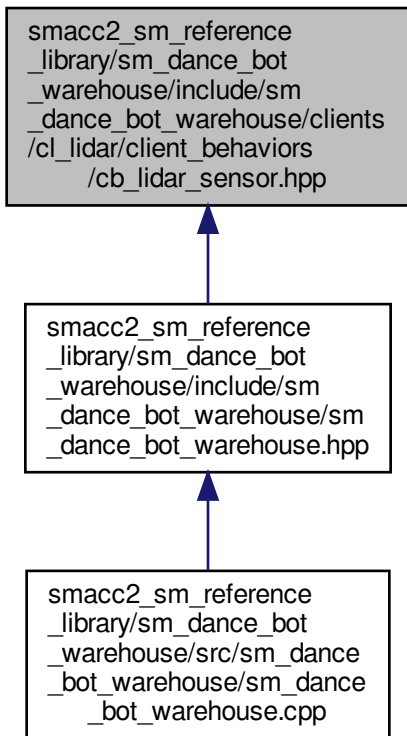 smacc2_sm_reference
_library/sm_dance_bot
_warehouse/include/sm
_dance_bot_warehouse/clients
/cl_lidar/client_behaviors
/cb_lidar_sensor.hpp
smacc2_sm_reference
_library/sm_dance_bot
_warehouse/include/sm
_dance_bot_warehouse/sm
_dance_bot_warehouse.hpp
smacc2_sm_reference
_library/sm_dance_bot
_warehouse/src/sm_dance
_bot_warehouse/sm_dance
_bot_warehouse.cpp